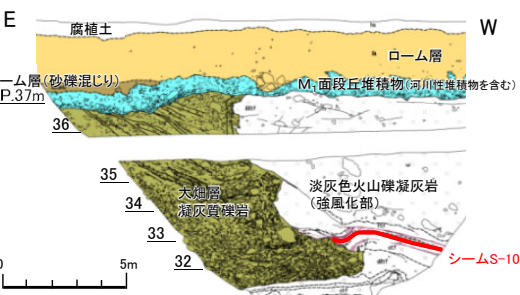 E
W
腐植土
ローム層
ーム層(砂礫混じり)
P.37m
M₁面段丘堆積物(河川性堆積物を含む)
36
35
34
33
32
大畑層
凝灰質礫岩
淡灰色火山礫凝灰岩
(強風化部)
シームS-10
0
5m